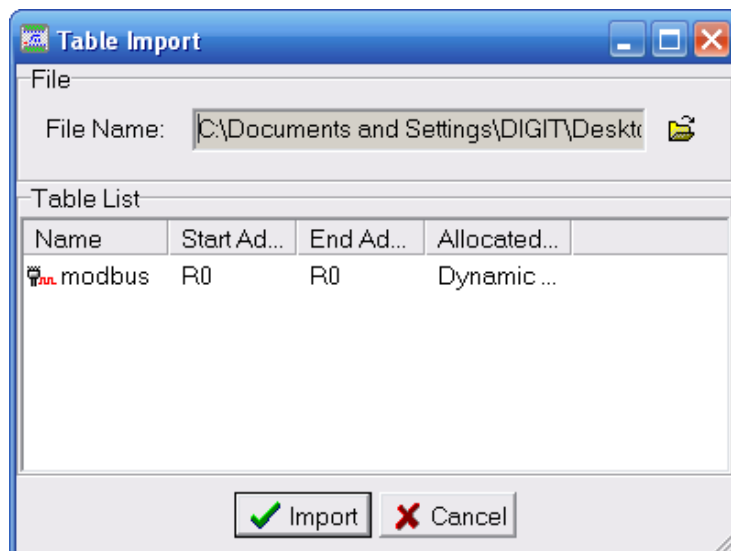 Table Import
File
File Name: C:\Documents and Settings\DIGIT\Deskto
Table List
Name Start Ad... End Ad... Allocated...
modbus R0 R0 Dynamic ...
Import Cancel